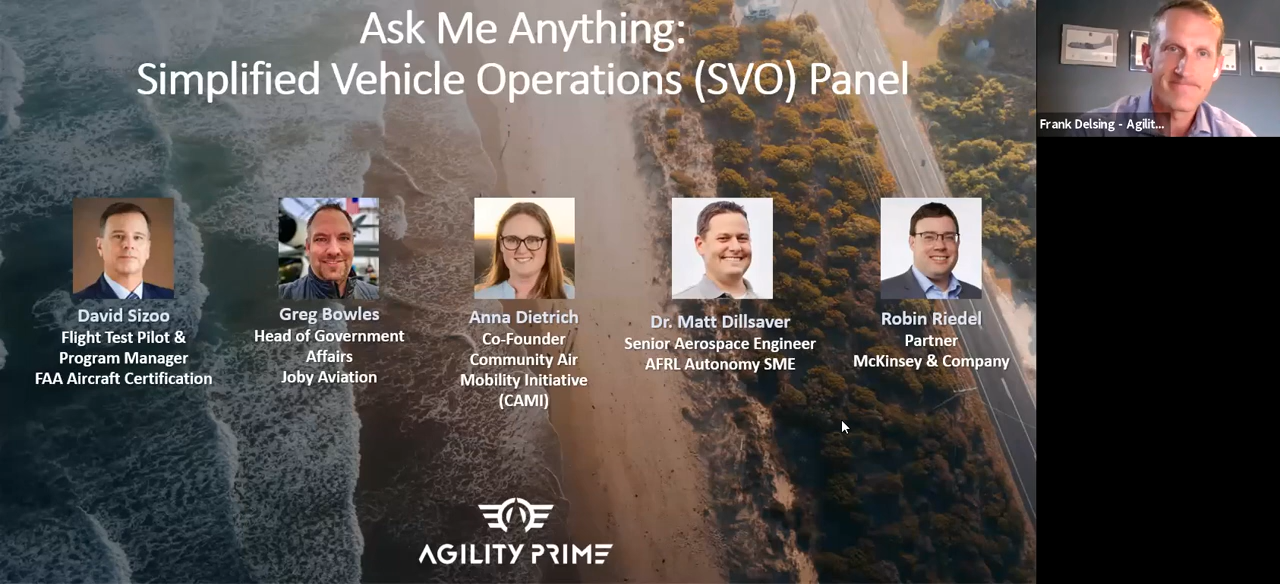 Ask Me Anything:
Simplified Vehicle Operations (SVO) Panel
Frank Delsing - Agilit...
David Sizoo
Flight Test Pilot &
Program Manager
FAA Aircraft Certification
Greg Bowles
Head of Government
Affairs
Joby Aviation
Anna Dietrich
Co-Founder
Community Air
Mobility Initiative
(CAMI)
Dr. Matt Dillsaver
Senior Aerospace Engineer
AFRL Autonomy SME
Robin Riedel
Partner
McKinsey & Company
AGILITY PRIME